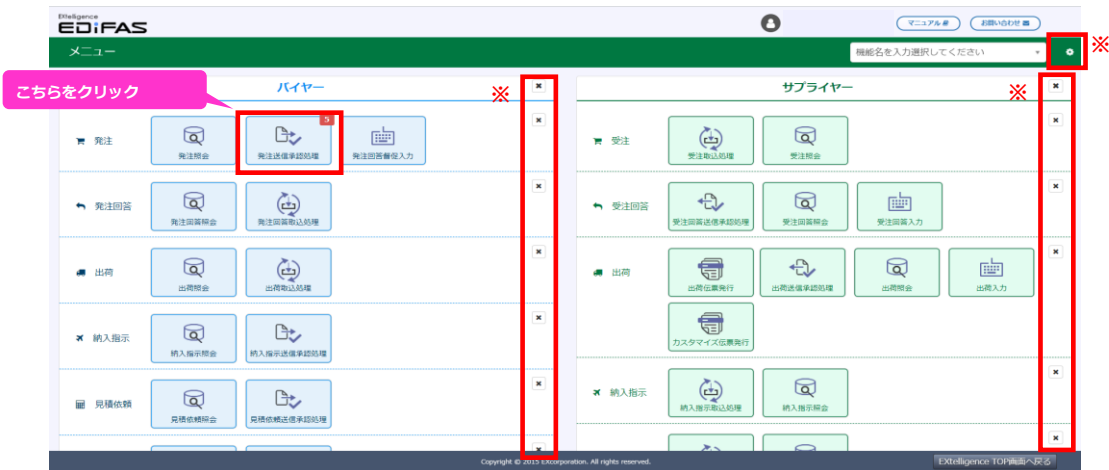 EXtelligence
EDiFAS
マニュアル
お問い合わせ
メニュー
機能名を入力選択してください
※
こちらをクリック
バイヤー
※
サプライヤー
※
発注
発注照会
5
発注送信承認処理
発注回答督促入力
受注
受注取込処理
受注照会
発注回答
発注回答照会
発注回答取込処理
受注回答
受注回答送信承認処理
受注回答照会
受注回答入力
出荷
出荷照会
出荷取込処理
出荷
出荷伝票発行
出荷送信承認処理
出荷照会
出荷入力
カスタマイズ伝票発行
納入指示
納入指示照会
納入指示送信承認処理
納入指示
納入指示取込処理
納入指示照会
見積依頼
見積依頼照会
見積依頼送信承認処理
Copyright © 2015 EXcorporation. All rights reserved.
EXtelligence TOP画面へ戻る